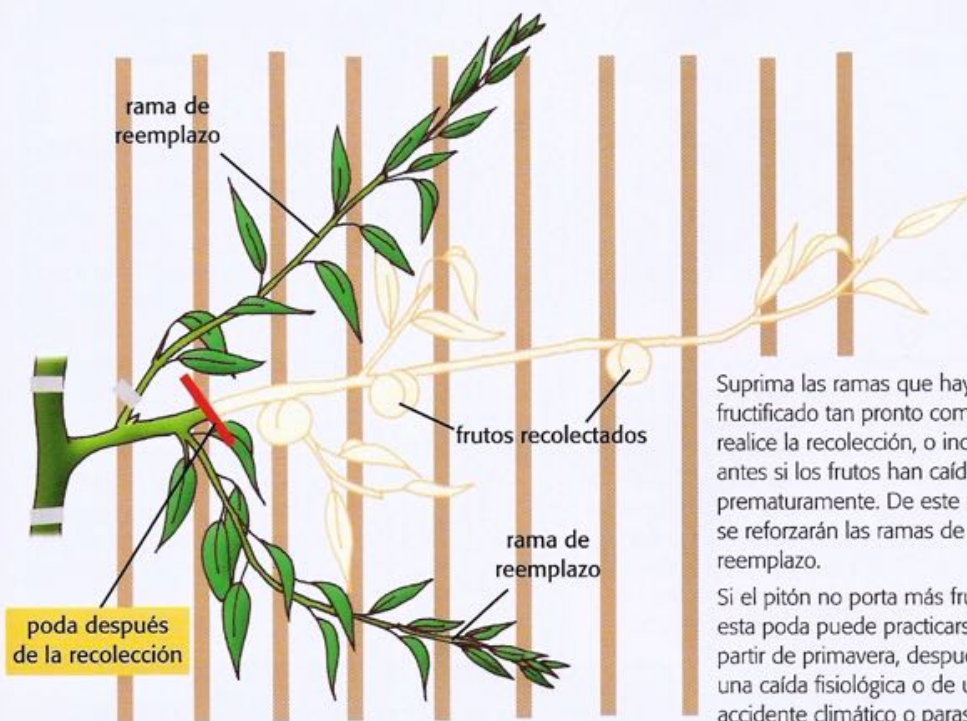 rama de
reemplazo
frutos recolectados
rama de
reemplazo
poda después
de la recolección
Suprima las ramas que hay
fructificado tan pronto com
realice la recolección, o inc
antes si los frutos han caíd
prematuramente. De este
se reforzarán las ramas de
reemplazo.
Si el pitón no porta más fru
esta poda puede practicars
partir de primavera, despué
una caída fisiológica o de u
accidente climático o paras